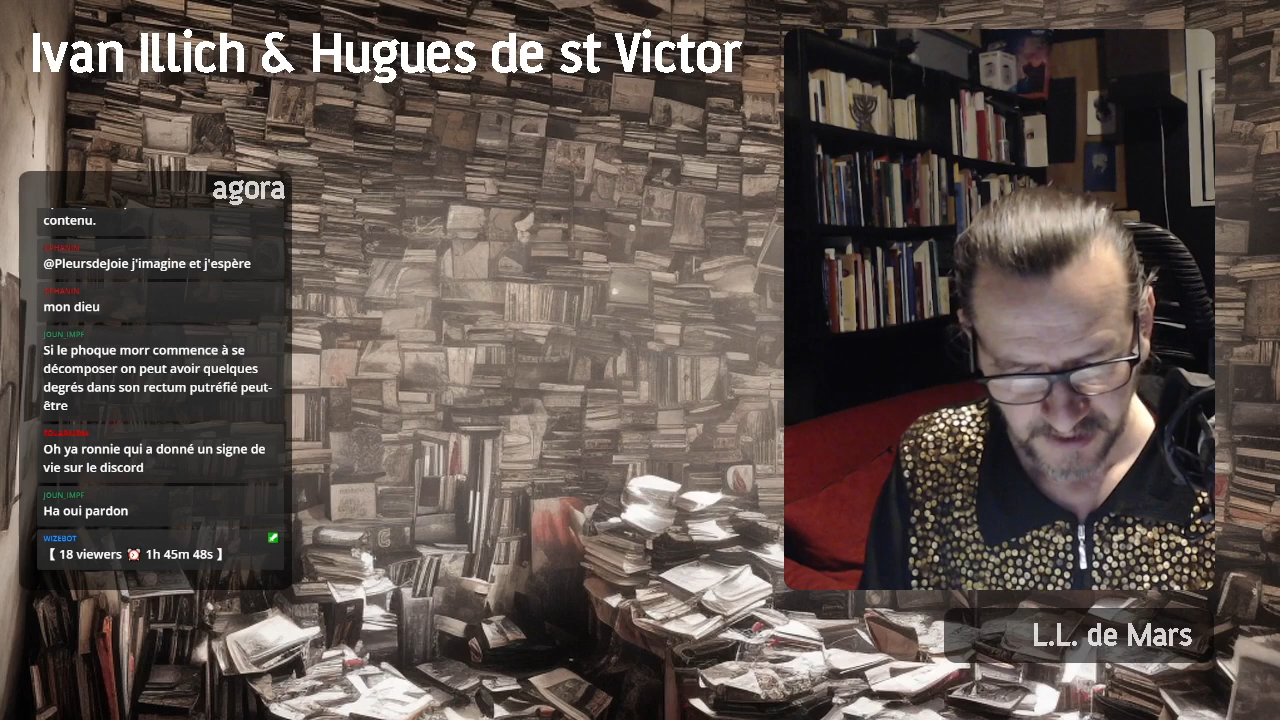 Ivan Illich & Hugues de st Victor
agora
contenu.
@PleursdeJoie j'imagine et j'espère
mon dieu
JOUN_IMPF
Si le phoque morr commence à se
décomposer on peut avoir quelques
degrés dans son rectum putréfié peut-
être
Oh ya ronnie qui a donné un signe de
vie sur le discord
JOUN_IMPF
Ha oui pardon
WIZEBOT
【 18 viewers ⏰ 1h 45m 48s 】
L.L. de Mars